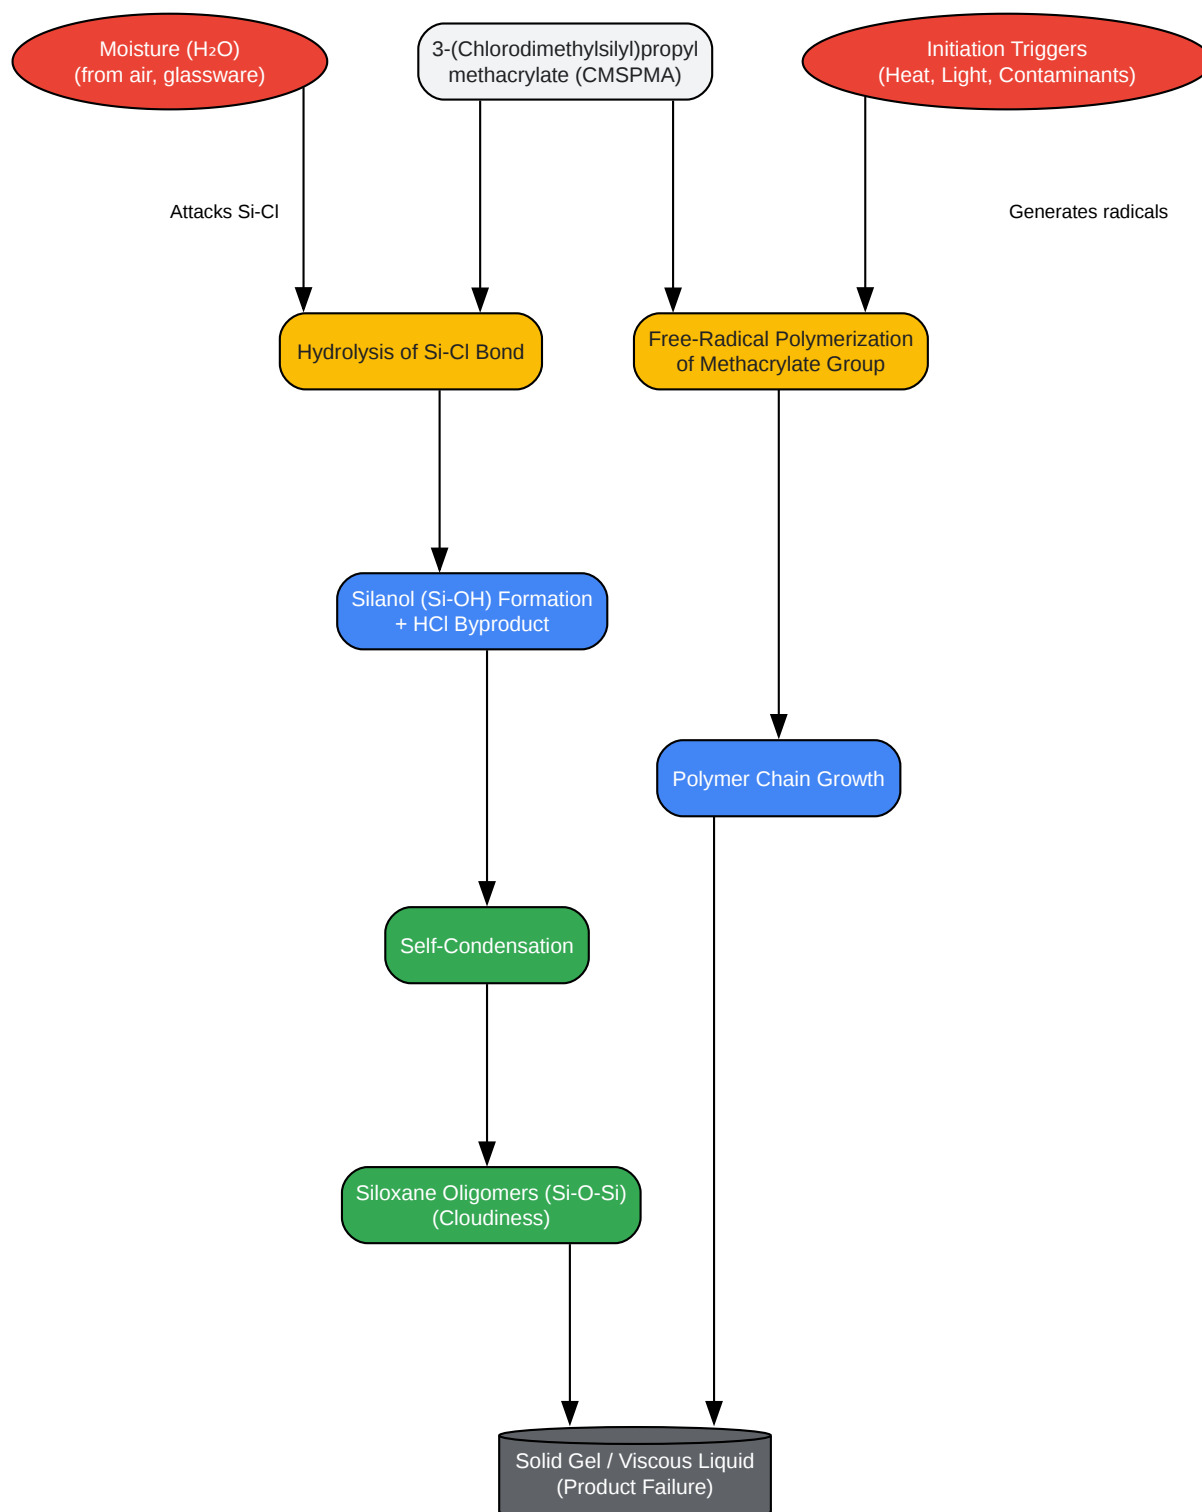 Moisture (H₂O)
(from air, glassware)
3-(Chlorodimethylsilyl)propyl
methacrylate (CMSPMA)
Initiation Triggers
(Heat, Light, Contaminants)
Attacks Si-Cl
Generates radicals
Hydrolysis of Si-Cl Bond
Free-Radical Polymerization
of Methacrylate Group
Silanol (Si-OH) Formation
+ HCl Byproduct
Polymer Chain Growth
Self-Condensation
Siloxane Oligomers (Si-O-Si)
(Cloudiness)
Solid Gel / Viscous Liquid
(Product Failure)